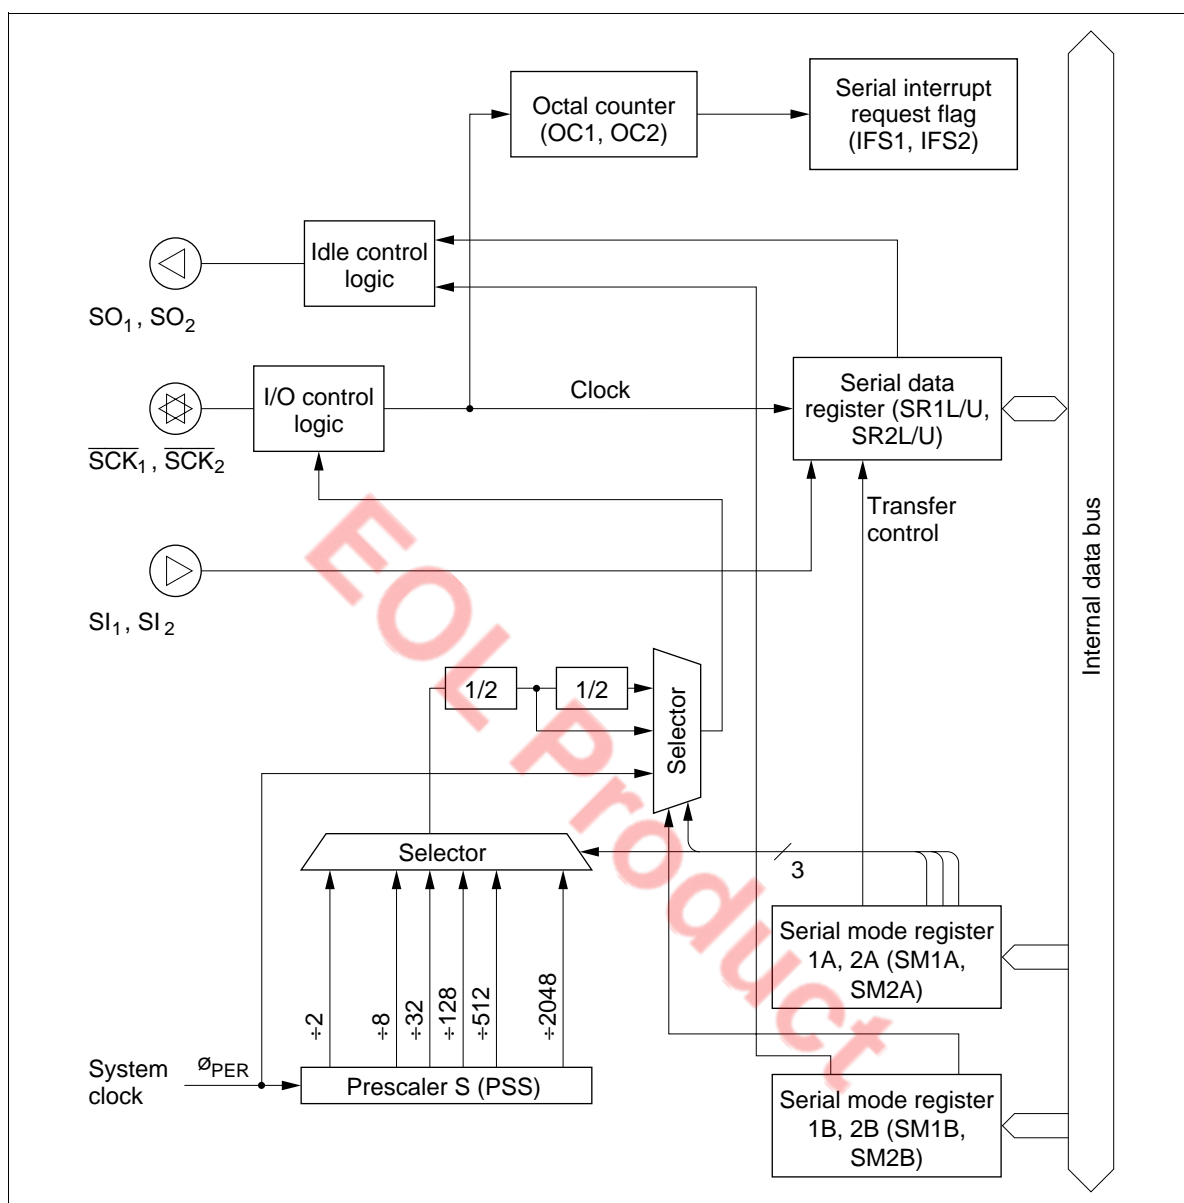 Octal counter
(OC1, OC2)
Serial interrupt
request flag
(IFS1, IFS2)
Idle control
logic
SO1, SO2
I/O control
logic
Clock
Serial data
register (SR1L/U,
SR2L/U)
SCK1, SCK2
Transfer
control
Internal data bus
SI1, SI2
1/2
1/2
Selector
Selector
3
Serial mode register
1A, 2A (SM1A,
SM2A)
÷2
÷8
÷32
÷128
÷512
÷2048
System
clock
øPER
Prescaler S (PSS)
Serial mode register
1B, 2B (SM1B,
SM2B)
EOL Product